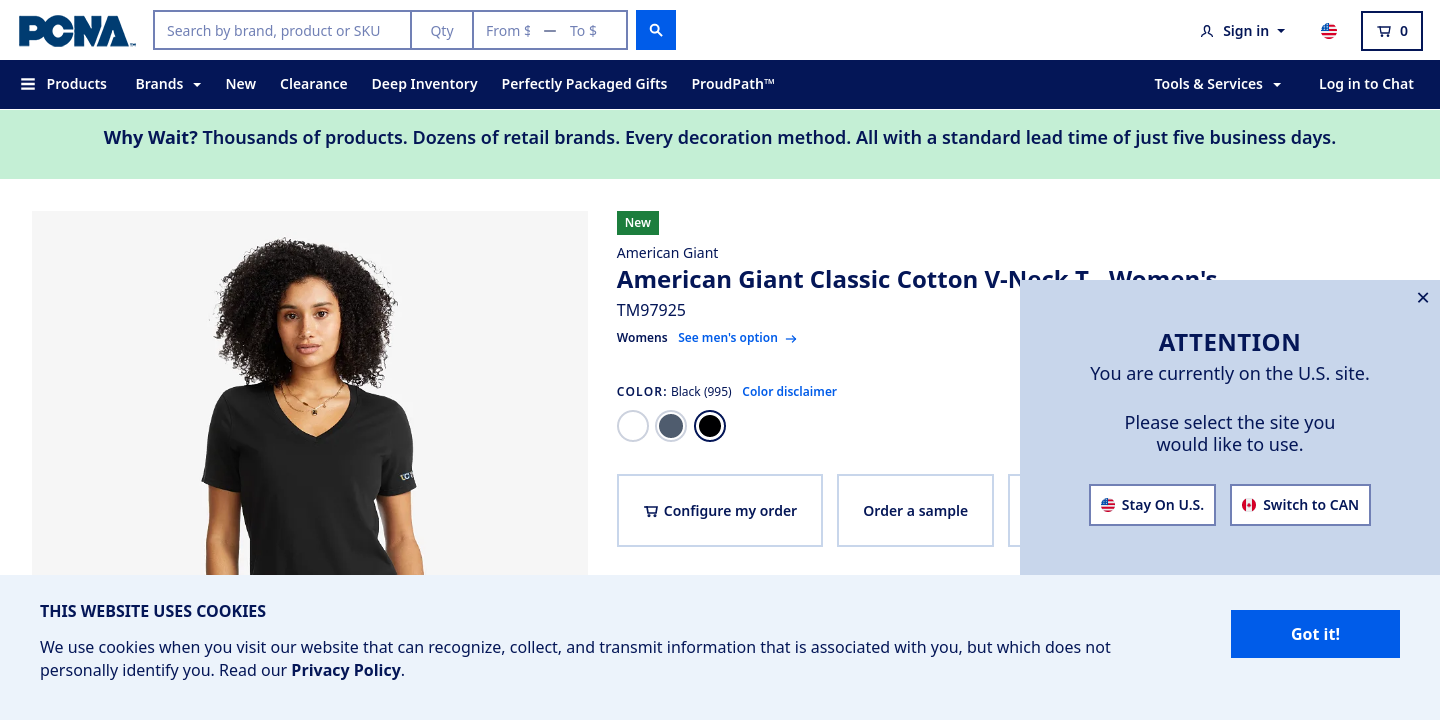 PCNA™
Search by brand, product or SKU
Qty
From $
—
To $
Sign in
0
Products
Brands
New
Clearance
Deep Inventory
Perfectly Packaged Gifts
ProudPath™
Tools & Services
Log in to Chat
Why Wait? Thousands of products. Dozens of retail brands. Every decoration method. All with a standard lead time of just five business days.
New
American Giant
American Giant Classic Cotton V-Neck T - Women's
TM97925
Womens See men's option →
COLOR: Black (995) Color disclaimer
Configure my order
Order a sample
ATTENTION
You are currently on the U.S. site.
Please select the site you
would like to use.
Stay On U.S.
Switch to CAN
THIS WEBSITE USES COOKIES
We use cookies when you visit our website that can recognize, collect, and transmit information that is associated with you, but which does not
personally identify you. Read our Privacy Policy.
Got it!